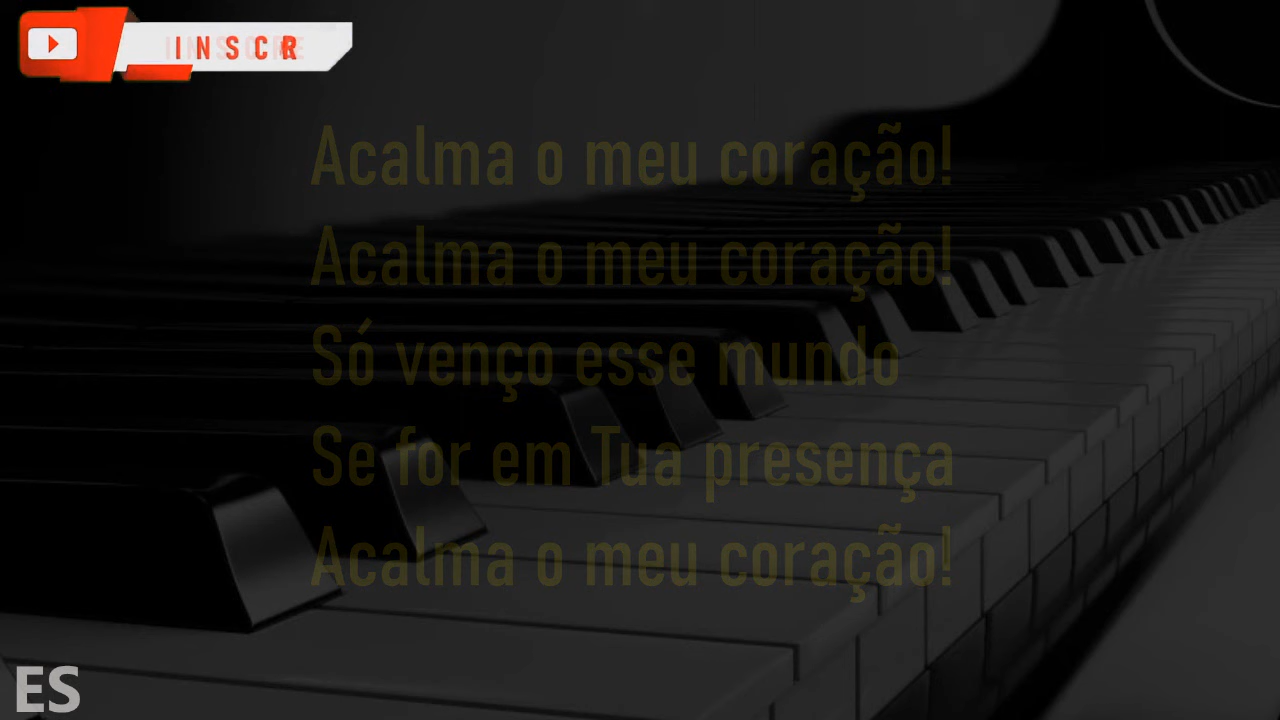 INSCR
Acalma o meu coração!
Acalma o meu coração!
Só venço esse mundo
Se for em Tua presença
Acalma o meu coração!
ES